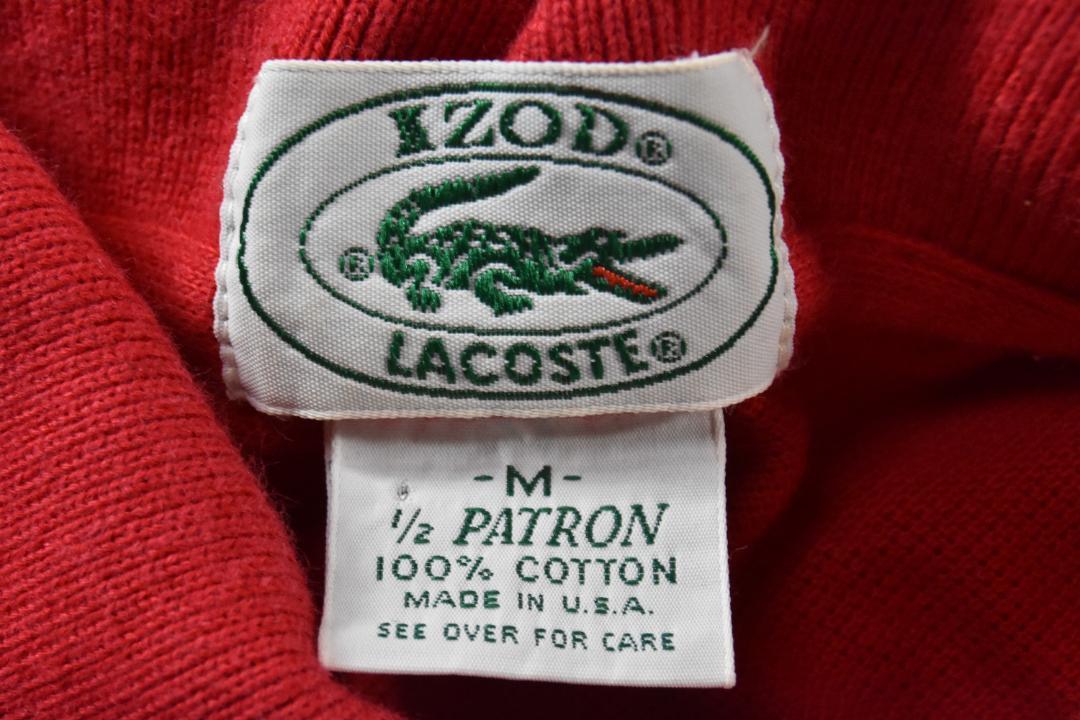 IZOD®
®
LACOSTE®
-M-
1/2 PATRON
100% COTTON
MADE IN U.S.A.
SEE OVER FOR CARE